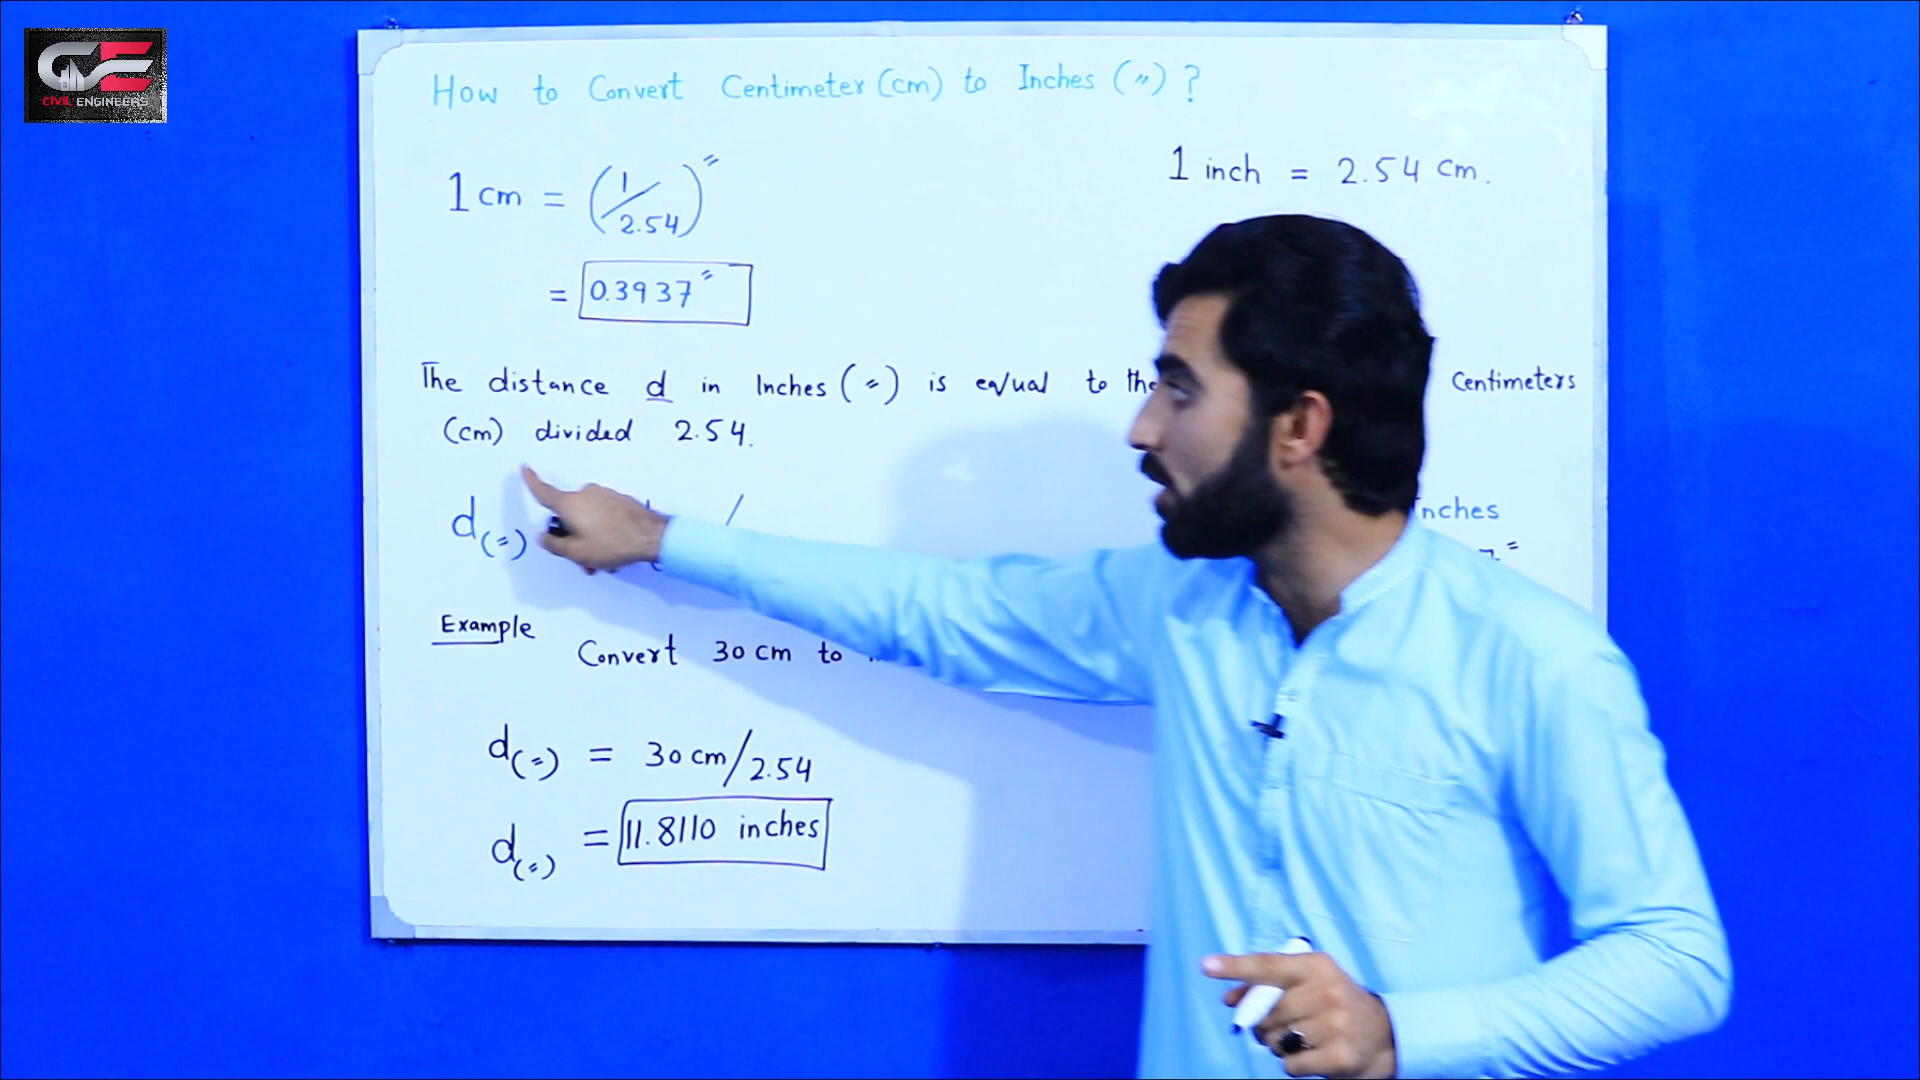 CIVIL ENGINEERS
How to Convert Centimeter (cm) to Inches (") ?
1 inch = 2.54 cm.
1 cm = (1/2.54)"
= 0.3937"
The distance d in Inches (") is equal to the Centimeters
(cm) divided 2.54.
d(") /
nches
Example
Convert 30 cm to
d(") = 30 cm/2.54
d(") = 11.8110 inches